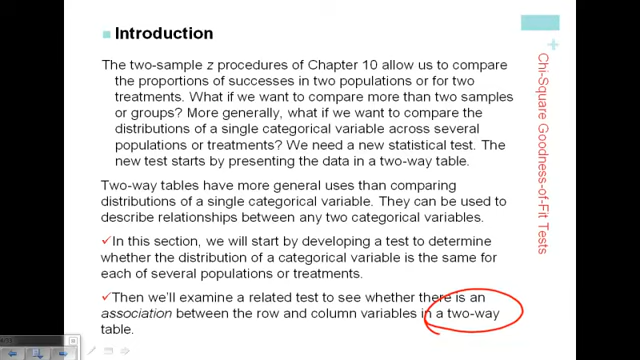 Introduction
The two-sample z procedures of Chapter 10 allow us to compare
the proportions of successes in two populations or for two
treatments. What if we want to compare more than two samples
or groups? More generally, what if we want to compare the
distributions of a single categorical variable across several
populations or treatments? We need a new statistical test. The
new test starts by presenting the data in a two-way table.
Two-way tables have more general uses than comparing
distributions of a single categorical variable. They can be used to
describe relationships between any two categorical variables.
✓In this section, we will start by developing a test to determine
whether the distribution of a categorical variable is the same for
each of several populations or treatments.
✓Then we’ll examine a related test to see whether there is an
association between the row and column variables in a two-way
table.
+
Chi-Square Goodness-of-Fit Tests